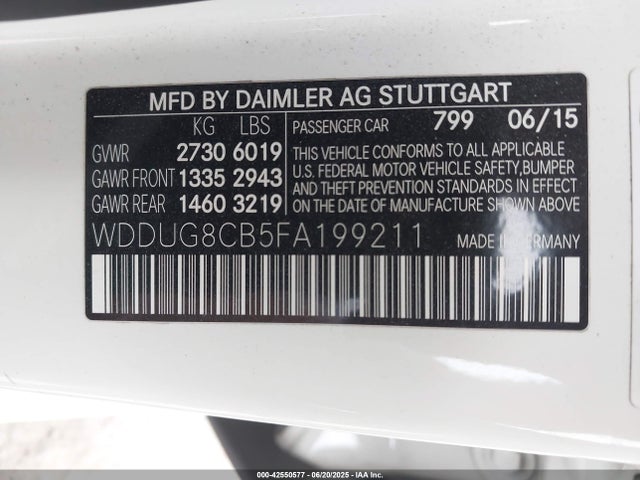 MFD BY DAIMLER AG STUTTGART
KG LBS
GVWR 2730 6019
GAWR FRONT 1335 2943
GAWR REAR 1460 3219
PASSENGER CAR 799 06/15
THIS VEHICLE CONFORMS TO ALL APPLICABLE
U.S. FEDERAL MOTOR VEHICLE SAFETY, BUMPER
AND THEFT PREVENTION STANDARDS IN EFFECT
ON THE DATE OF MANUFACTURE SHOWN ABOVE.
WDDUG8CB5FA199211 MADE IN GERMANY
000-42550577 - 06/20/2025 - IAAI.com